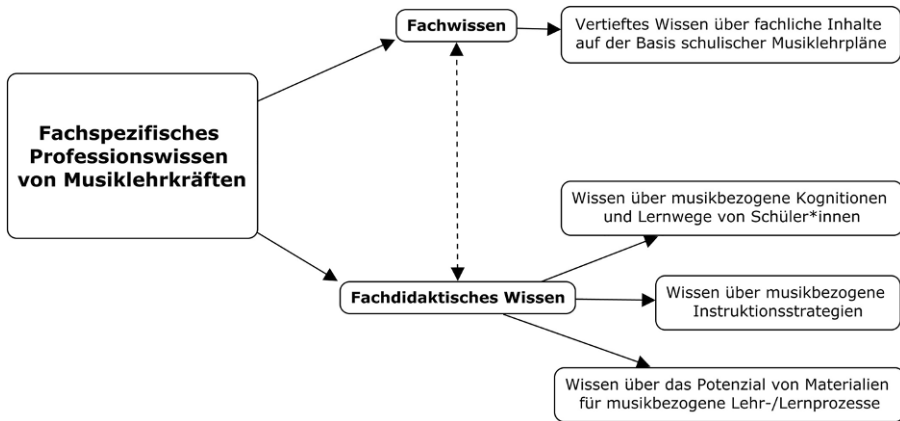 Fachspezifisches
Professionswissen
von Musiklehrkräften
Fachwissen
Vertieftes Wissen über fachliche Inhalte
auf der Basis schulischer Musiklehrpläne
Fachdidaktisches Wissen
Wissen über musikbezogene Kognitionen
und Lernwege von Schüler*innen
Wissen über musikbezogene
Instruktionsstrategien
Wissen über das Potenzial von Materialien
für musikbezogene Lehr-/Lernprozesse